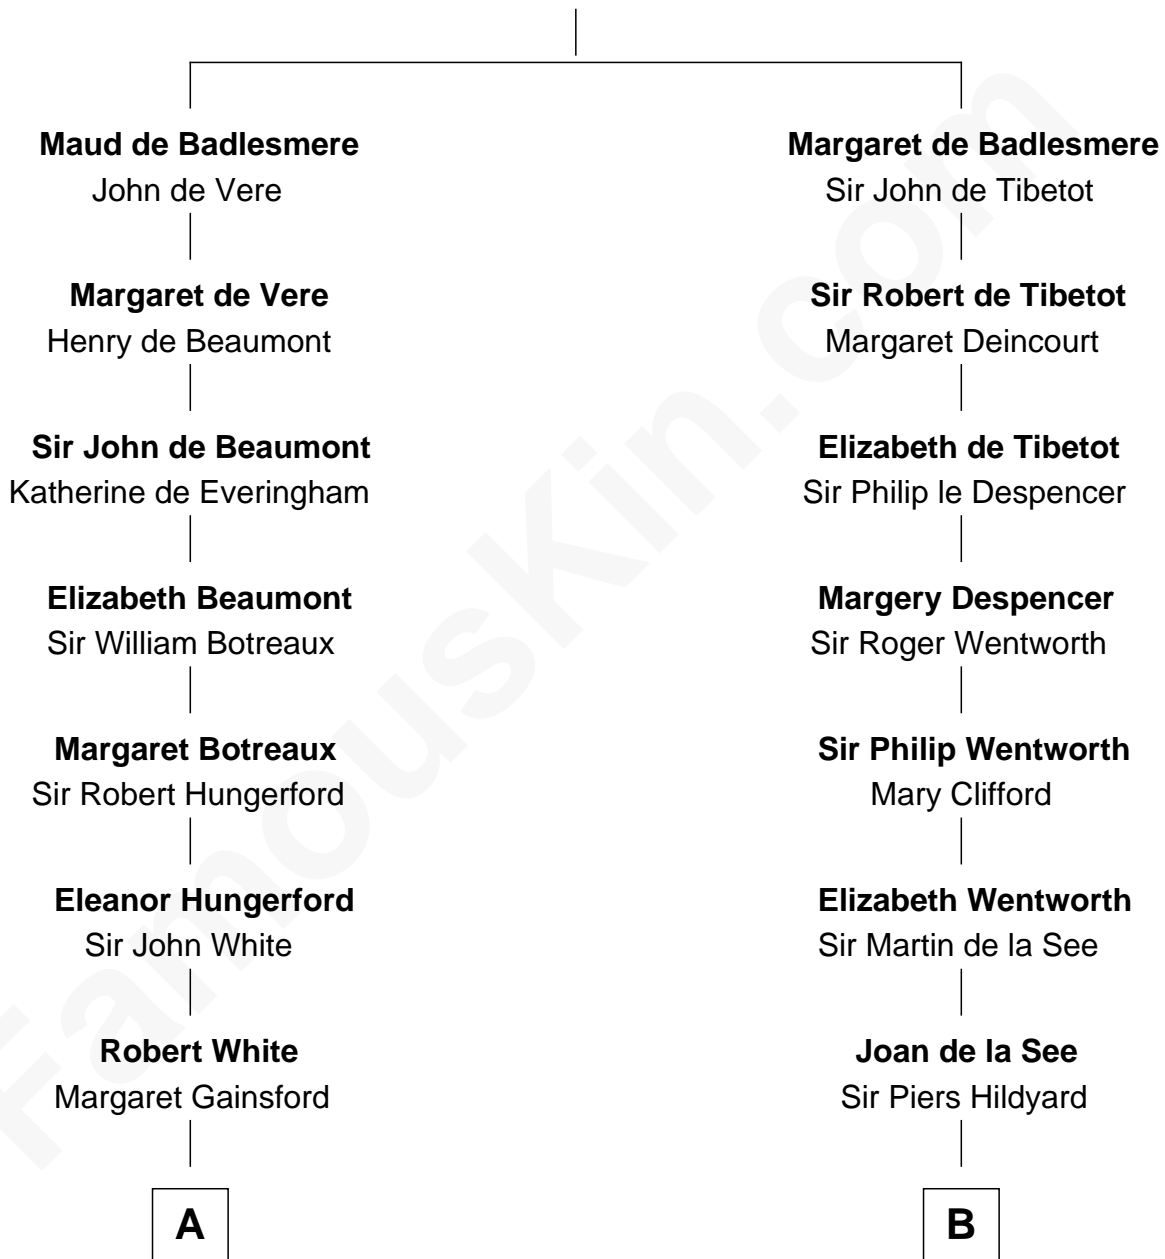 Maud de Badlesmere
John de Vere
Margaret de Vere
Henry de Beaumont
Sir John de Beaumont
Katherine de Everingham
Elizabeth Beaumont
Sir William Botreaux
Margaret Botreaux
Sir Robert Hungerford
Eleanor Hungerford
Sir John White
Robert White
Margaret Gainsford
A
Margaret de Badlesmere
Sir John de Tibetot
Sir Robert de Tibetot
Margaret Deincourt
Elizabeth de Tibetot
Sir Philip le Despencer
Margery Despencer
Sir Roger Wentworth
Sir Philip Wentworth
Mary Clifford
Elizabeth Wentworth
Sir Martin de la See
Joan de la See
Sir Piers Hildyard
B
FamousKin.com